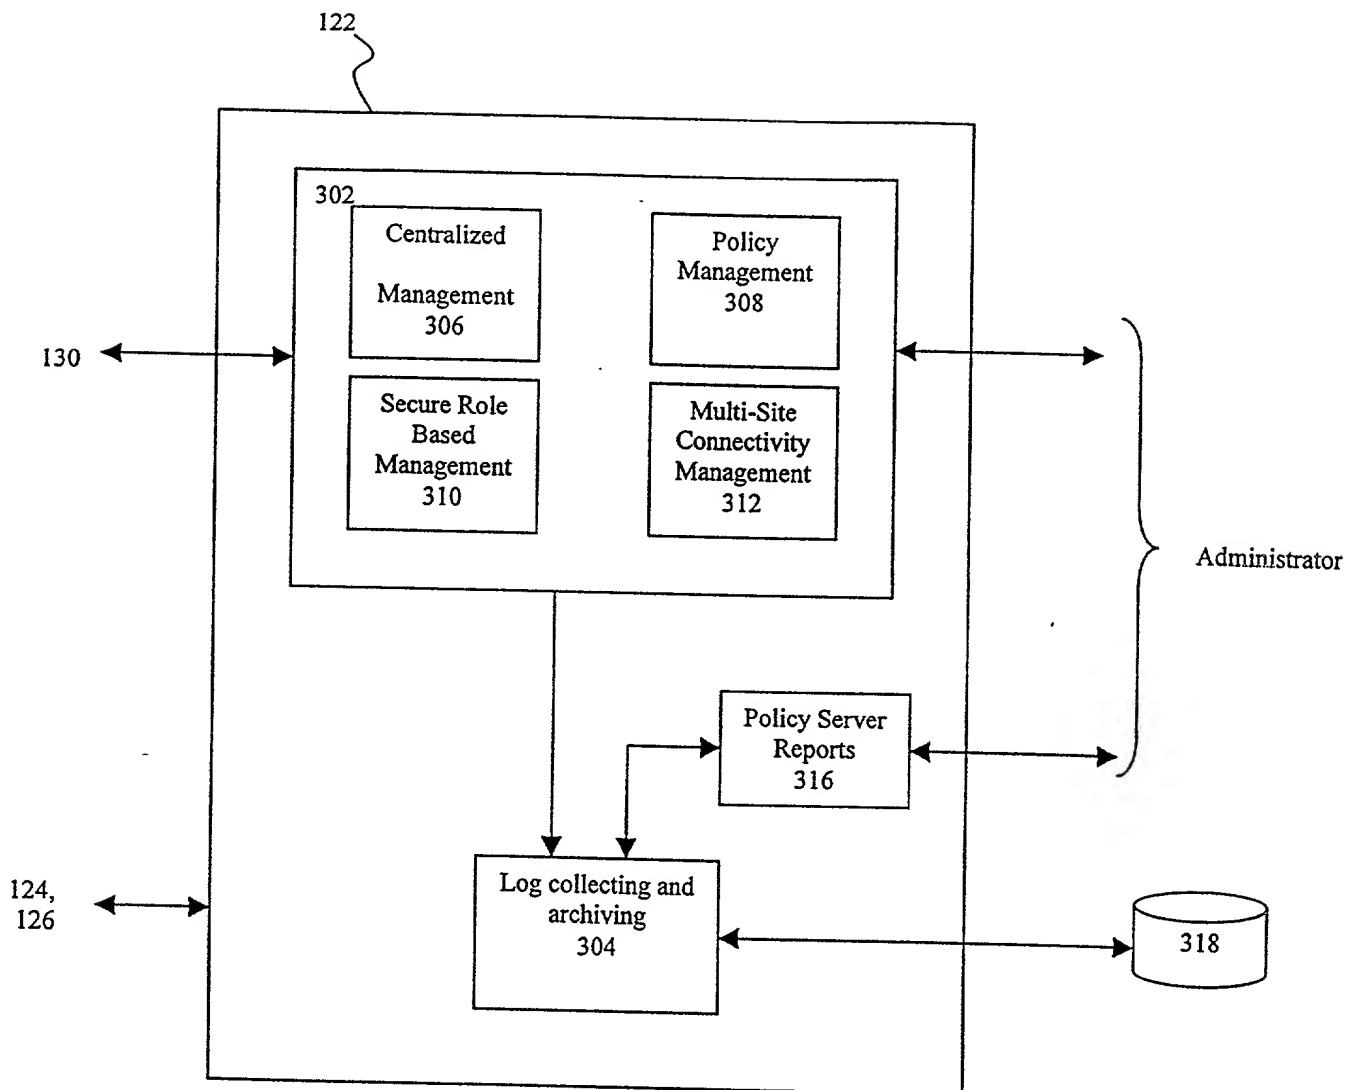 122
302
Centralized
Management
306
Policy
Management
308
130
Secure Role
Based
Management
310
Multi-Site
Connectivity
Management
312
Administrator
Policy Server
Reports
316
124,
126
Log collecting and
archiving
304
318